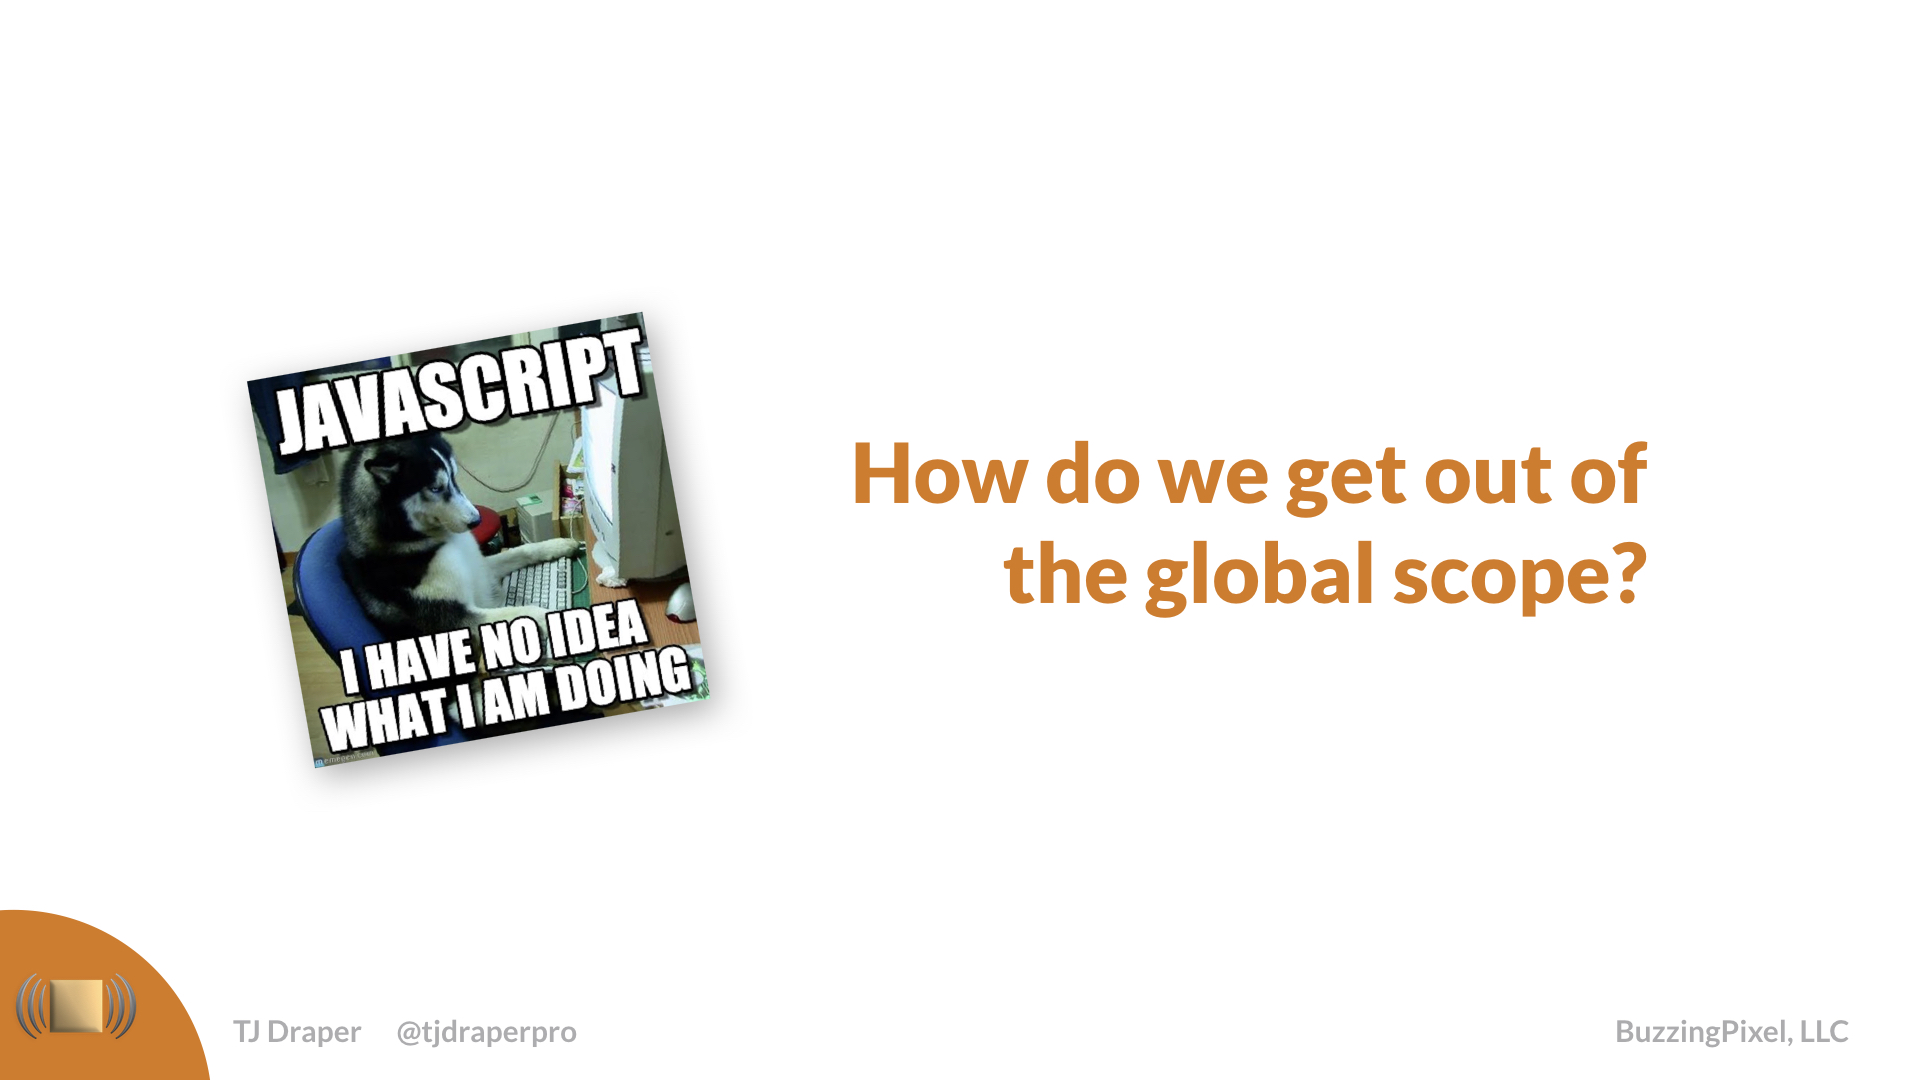 JAVASCRIPT
I HAVE NO IDEA
WHAT I AM DOING
How do we get out of
the global scope?
TJ Draper @tjdraperpro
BuzzingPixel, LLC